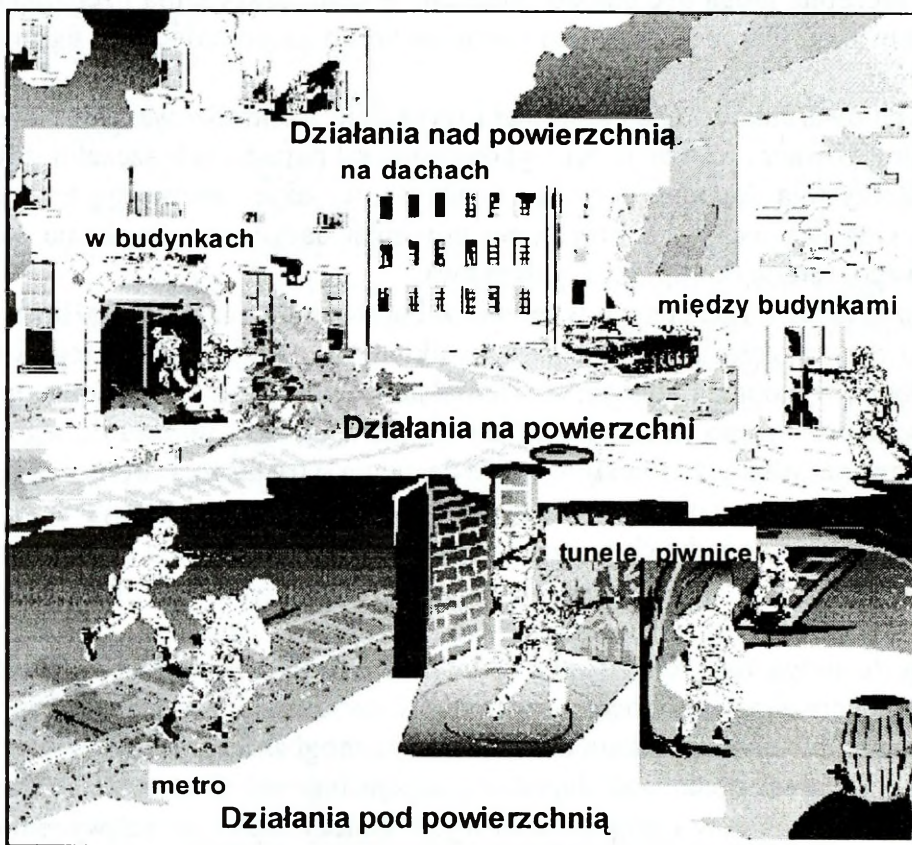 Działania nad powierzchnią
na dachach
w budynkach
między budynkami
Działania na powierzchni
tunele, piwnice
metro
Działania pod powierzchnią